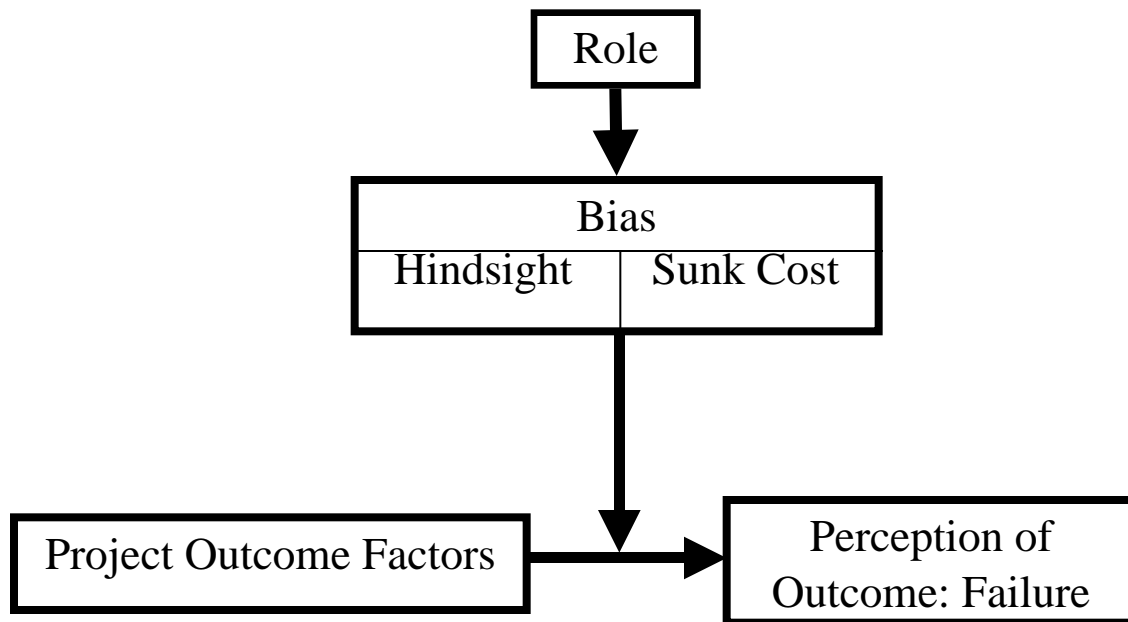 Role
Bias
Hindsight
Sunk Cost
Project Outcome Factors
Perception of
Outcome: Failure